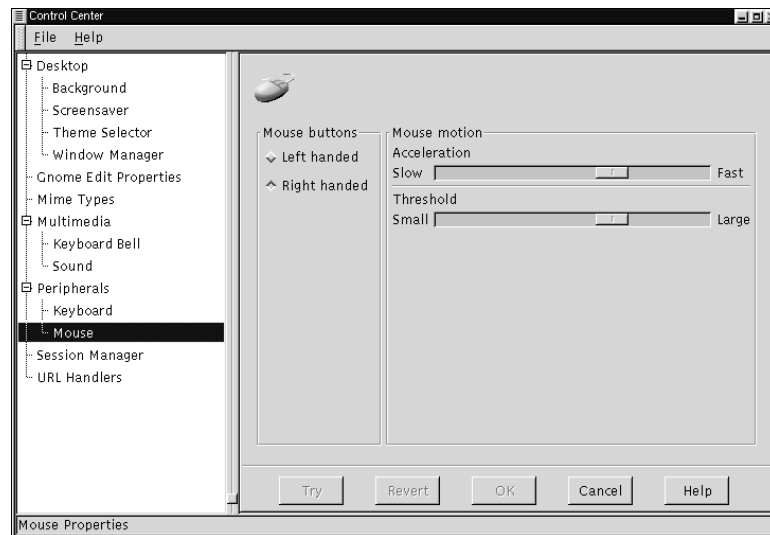 Control Center
File Help
Desktop
Background
Screensaver
Theme Selector
Window Manager
Gnome Edit Properties
Mime Types
Multimedia
Keyboard Bell
Sound
Peripherals
Keyboard
Mouse
Session Manager
URL Handlers
Mouse buttons
Left handed
Right handed
Mouse motion
Acceleration
Slow Fast
Threshold
Small Large
Try Revert OK Cancel Help
Mouse Properties